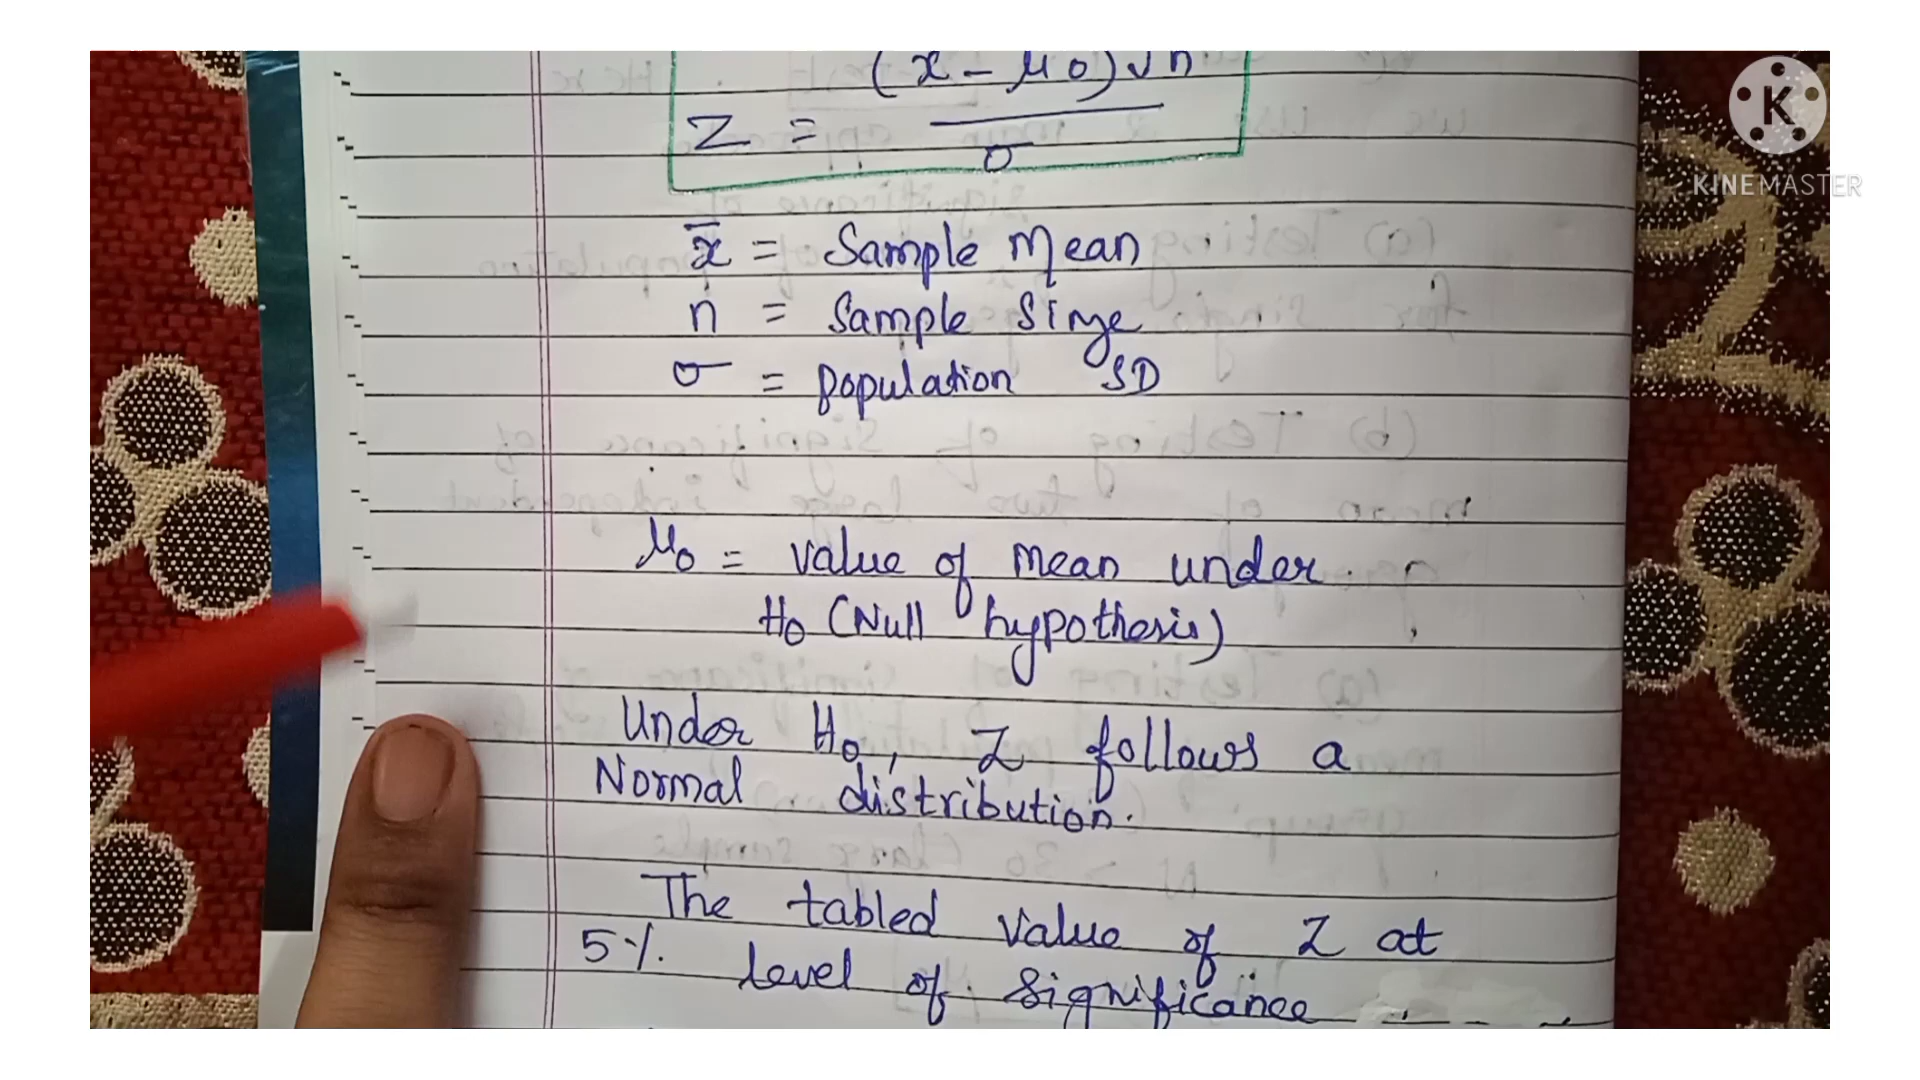 (x - μ0)√n
Z = σ
x̄ = Sample Mean
n = Sample Size
σ = population SD
μ0 = value of mean under
H0 (Null hypothesis)
Under H0, Z follows a
Normal distribution.
The tabled value of Z at
5%. level of significance
K
KINEMASTER